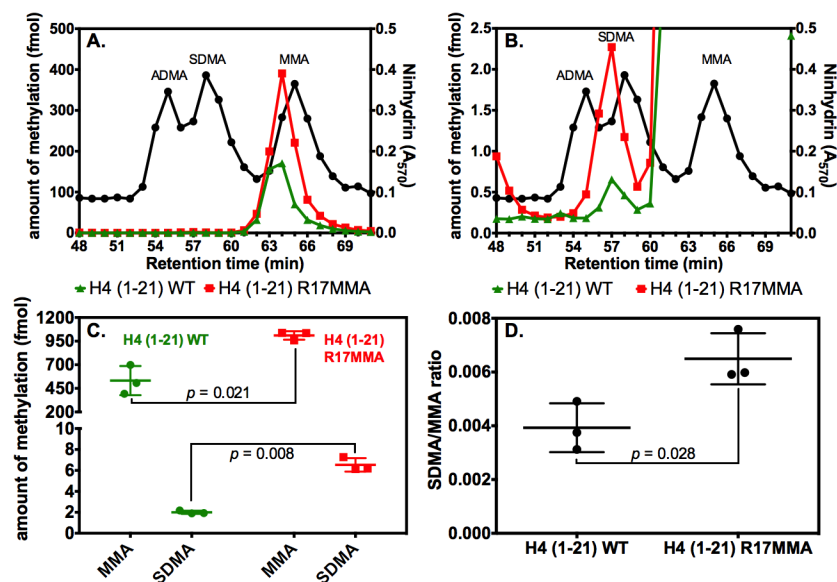 A.
ADMA
SDMA
MMA
amount of methylation (fmol)
500
400
300
200
100
0
0.5
0.4
0.3
0.2
0.1
0.0
Ninhydrin (A570)
48 51 54 57 60 63 66 69
Retention time (min)
H4 (1-21) WT H4 (1-21) R17MMA
B.
ADMA
SDMA
MMA
amount of methylation (fmol)
2.5
2.0
1.5
1.0
0.5
0.0
0.5
0.4
0.3
0.2
0.1
0.0
Ninhydrin (A570)
48 51 54 57 60 63 66 69
Retention time (min)
H4 (1-21) WT H4 (1-21) R17MMA
C.
H4 (1-21) WT
H4 (1-21)
R17MMA
amount of methylation (fmol)
1200
950
700
450
200
10
8
6
4
2
0
p = 0.021
p = 0.008
MMA SDMA MMA SDMA
D.
SDMA/MMA ratio
0.008
0.006
0.004
0.002
0.000
p = 0.028
H4 (1-21) WT H4 (1-21) R17MMA